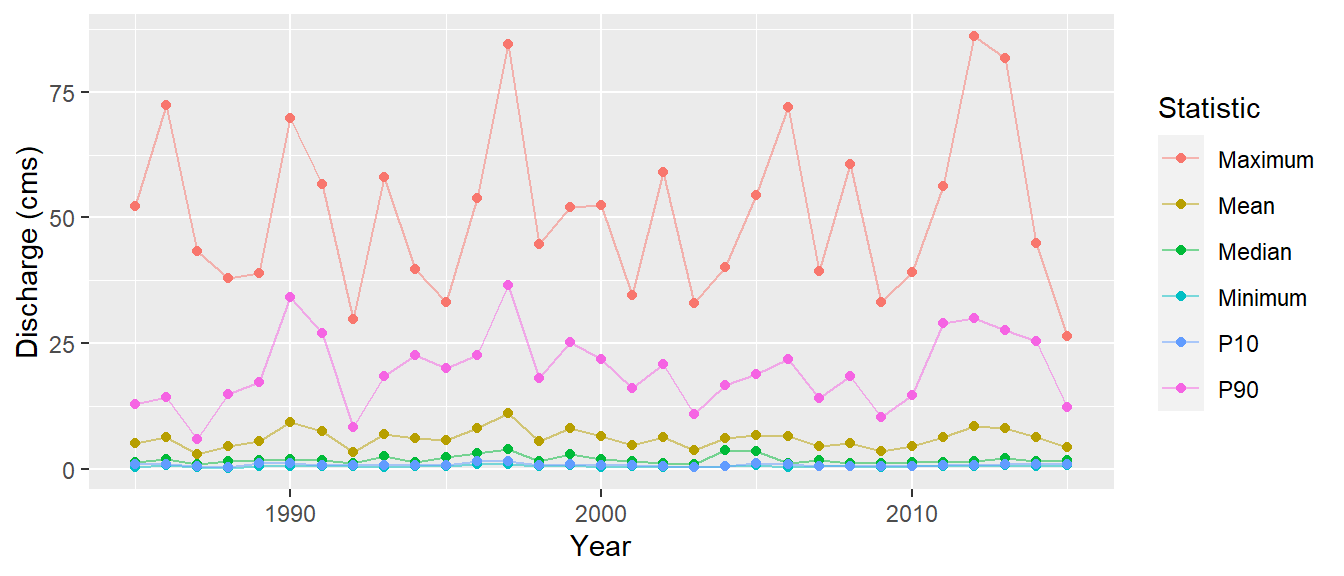 Discharge (cms)
75
50
25
0
1990
2000
2010
Year
Statistic
Maximum
Mean
Median
Minimum
P10
P90